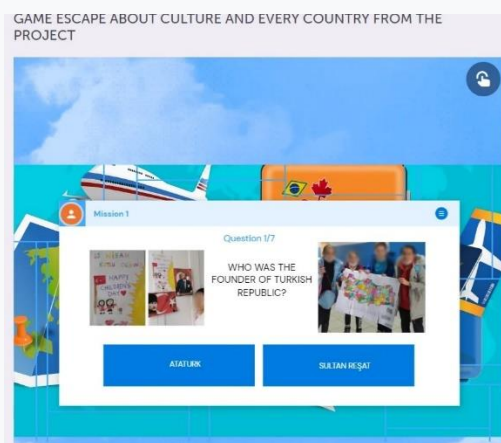 GAME ESCAPE ABOUT CULTURE AND EVERY COUNTRY FROM THE
PROJECT
Mission 1
Question 1/7
WHO WAS THE
FOUNDER OF TURKISH
REPUBLIC?
HAPPY
CHILDREN'S
DAY
ATATURK
SULTAN REŞAT